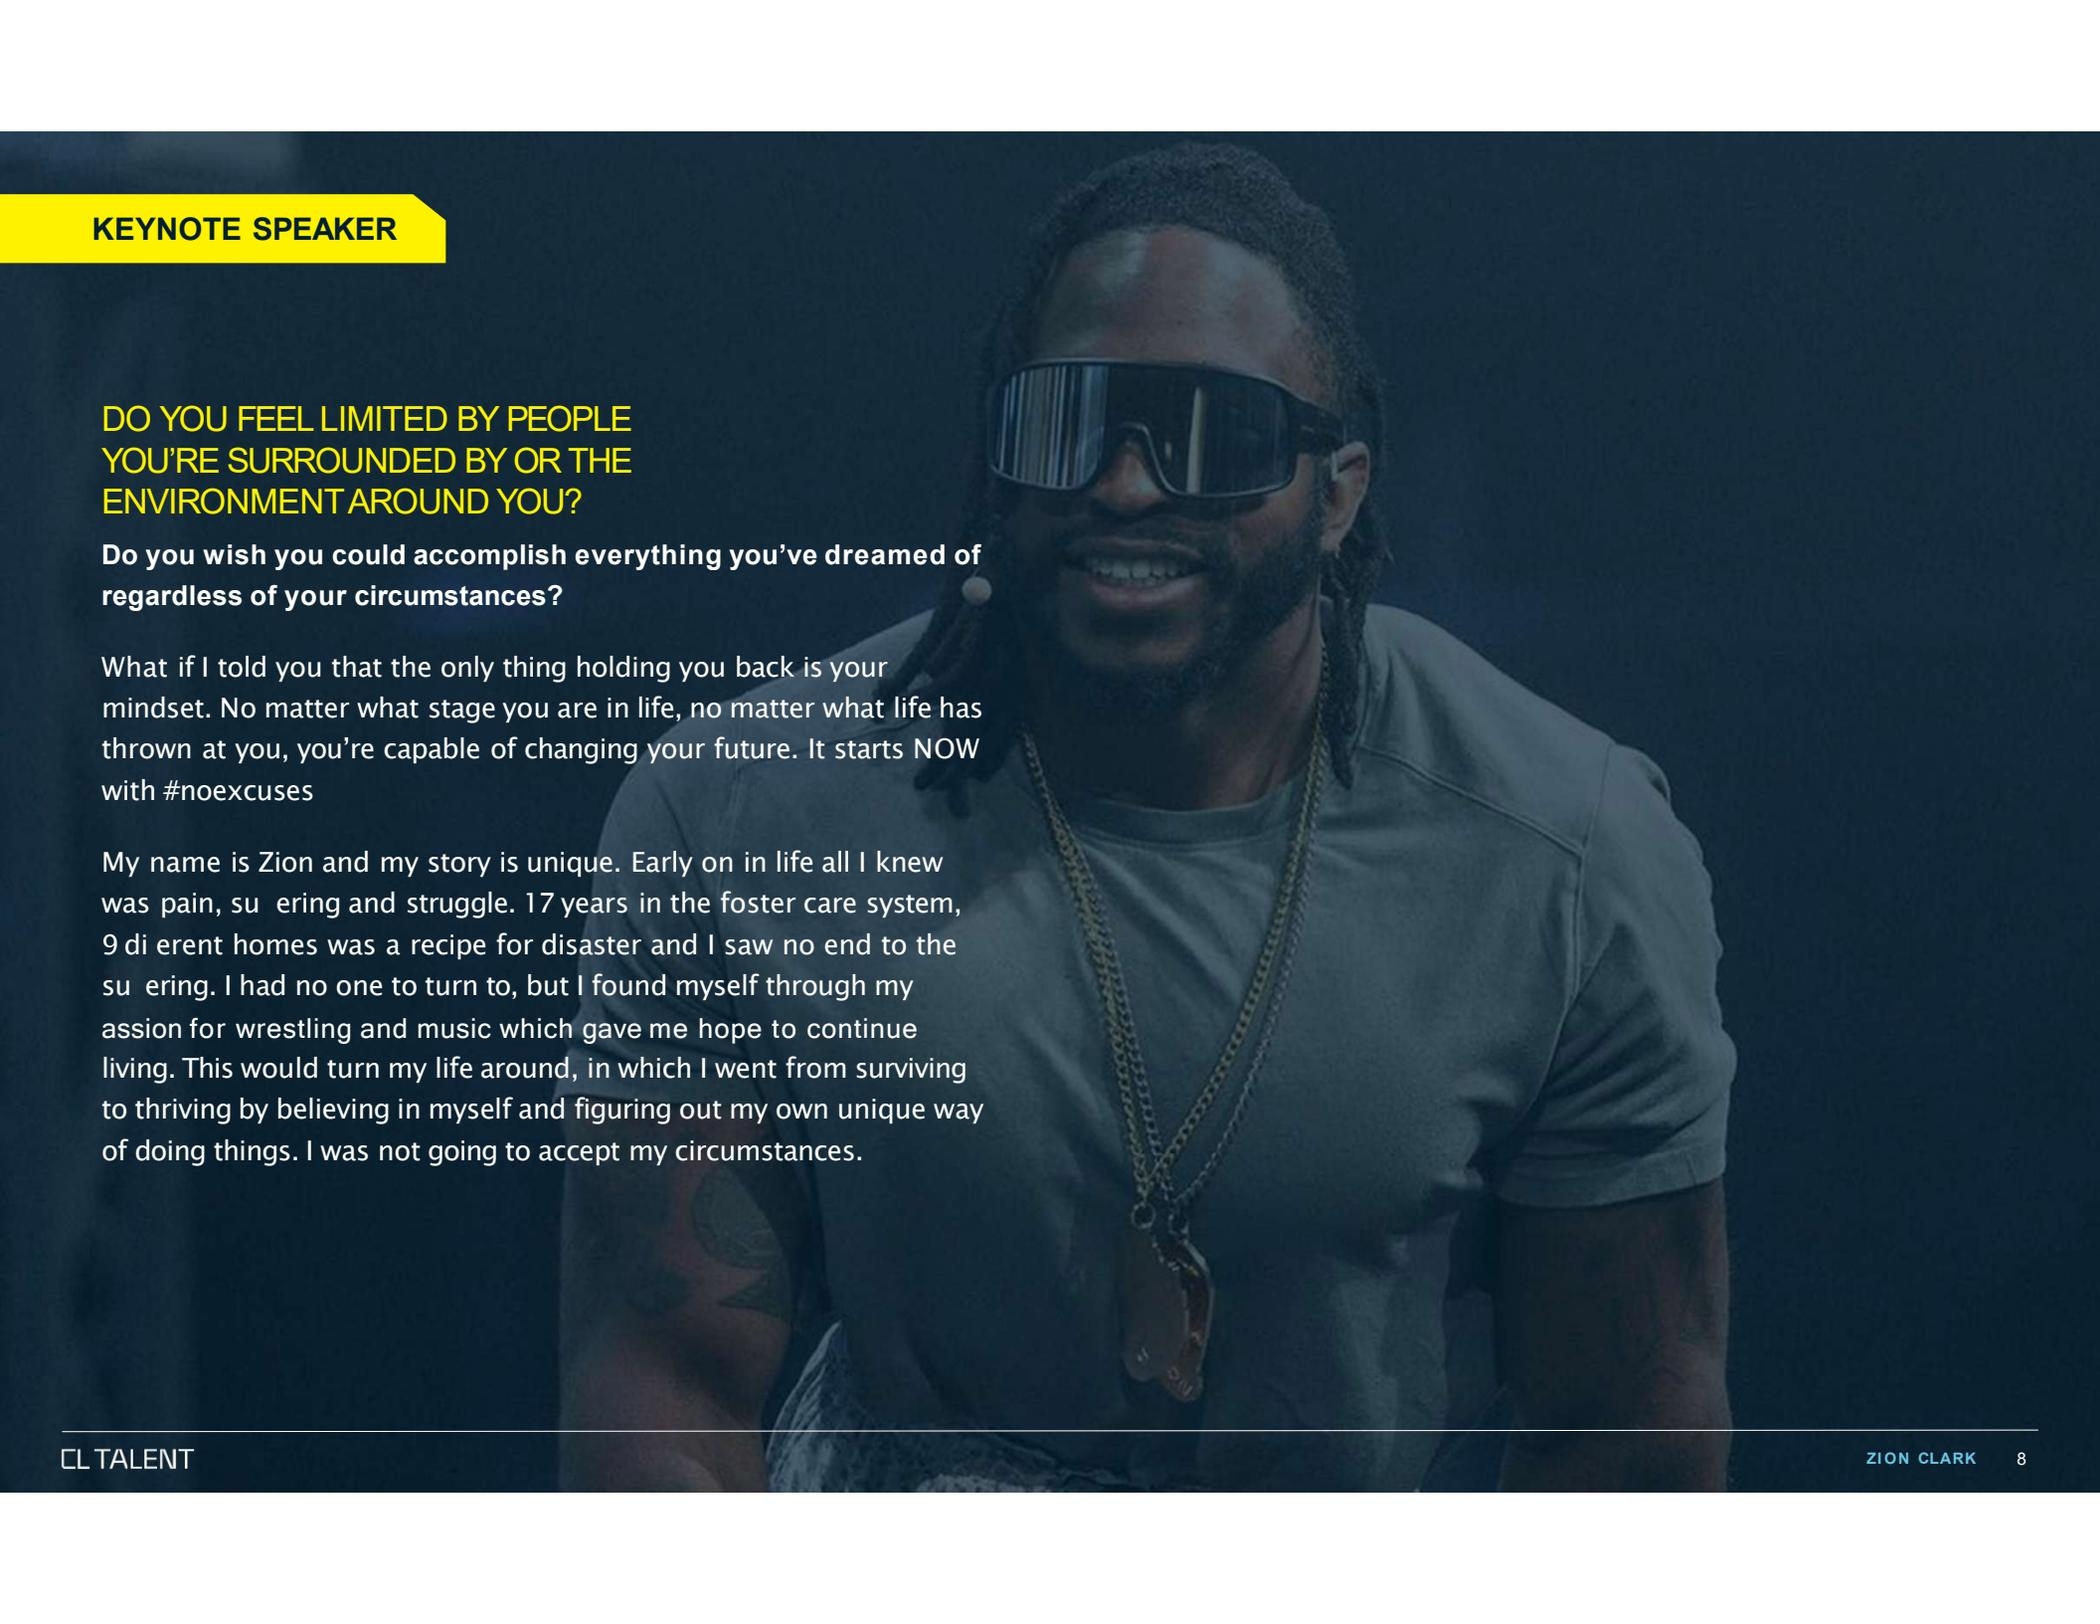 KEYNOTE SPEAKER
DO YOU FEEL LIMITED BY PEOPLE
YOU’RE SURROUNDED BY OR THE
ENVIRONMENT AROUND YOU?
Do you wish you could accomplish everything you’ve dreamed of
regardless of your circumstances?
What if I told you that the only thing holding you back is your
mindset. No matter what stage you are in life, no matter what life has
thrown at you, you’re capable of changing your future. It starts NOW
with #noexcuses
My name is Zion and my story is unique. Early on in life all I knew
was pain, su ering and struggle. 17 years in the foster care system,
9 di erent homes was a recipe for disaster and I saw no end to the
su ering. I had no one to turn to, but I found myself through my
assion for wrestling and music which gave me hope to continue
living. This would turn my life around, in which I went from surviving
to thriving by believing in myself and figuring out my own unique way
of doing things. I was not going to accept my circumstances.
CL TALENT
ZION CLARK 8